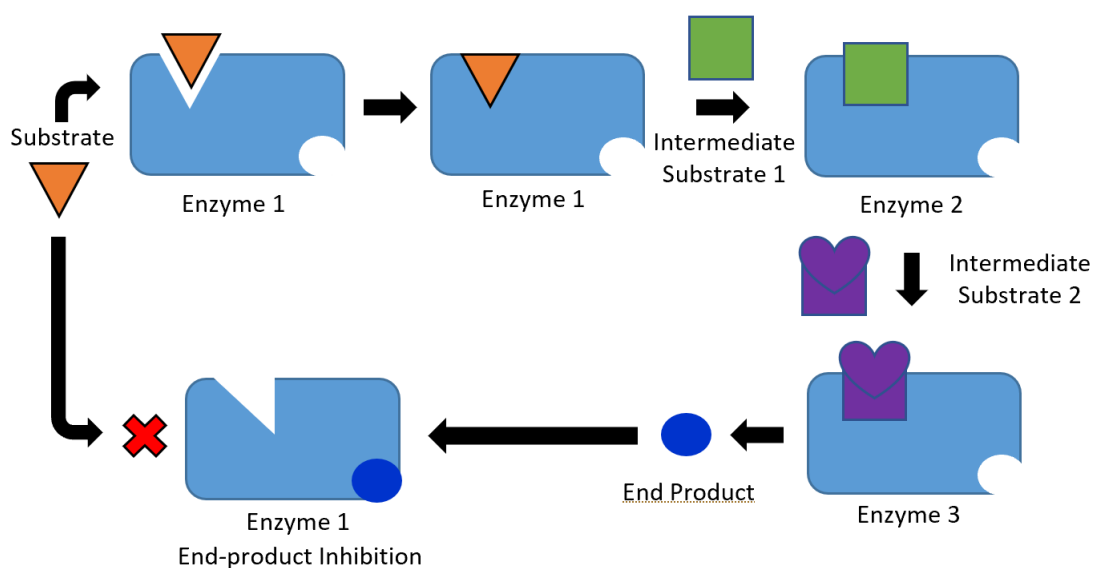 Substrate
Enzyme 1
Enzyme 1
Intermediate
Substrate 1
Enzyme 2
Intermediate
Substrate 2
Enzyme 3
End Product
Enzyme 1
End-product Inhibition